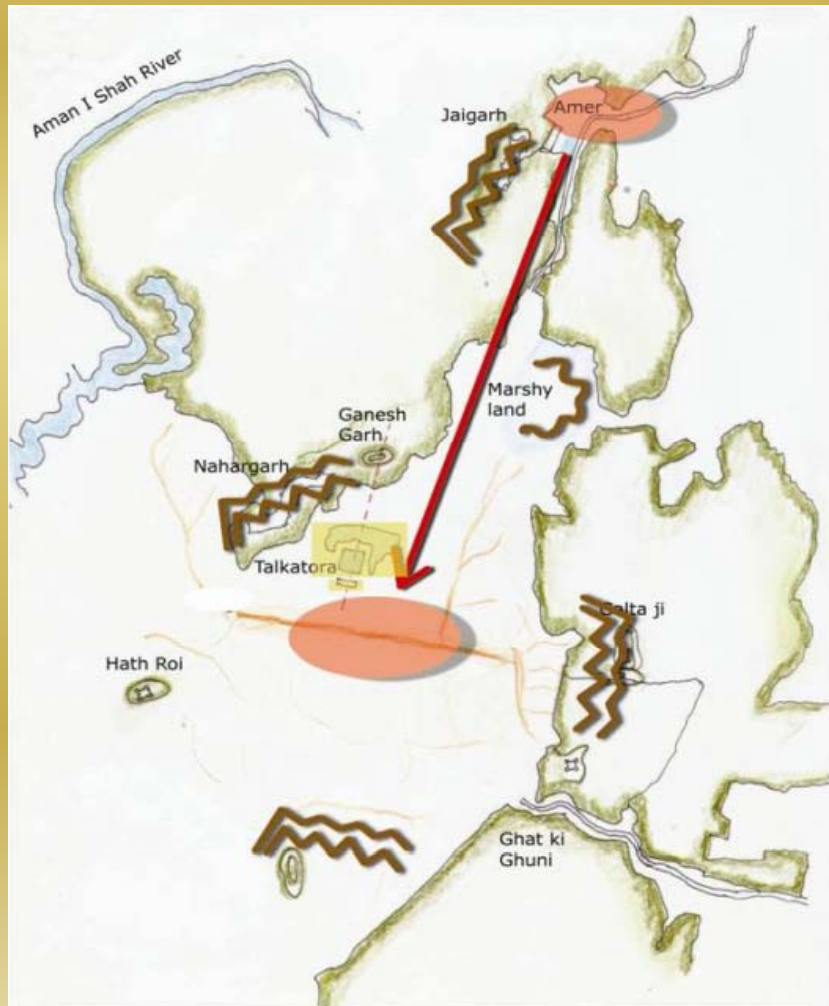 Aman I Shah River
Jaigarh
Amer
Marshy
land
Ganesh
Garh
Nahargarh
Talkatora
Galta ji
Hath Roi
Ghat ki
Ghuni